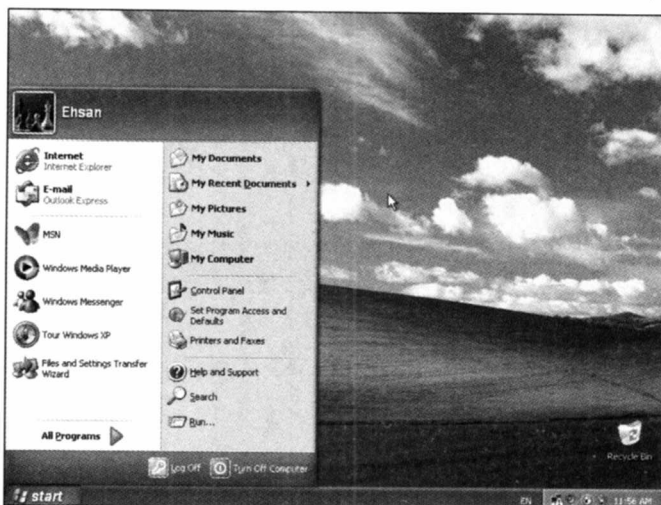 Ehsan
Internet
Internet Explorer
E-mail
Outlook Express
MSN
Windows Media Player
Windows Messenger
Tour Windows XP
Files and Settings Transfer
Wizard
All Programs
My Documents
My Recent Documents
My Pictures
My Music
My Computer
Control Panel
Set Program Access and
Defaults
Printers and Faxes
Help and Support
Search
Run...
Log Off
Turn Off Computer
Recycle Bin
start
EN
11:56 AM